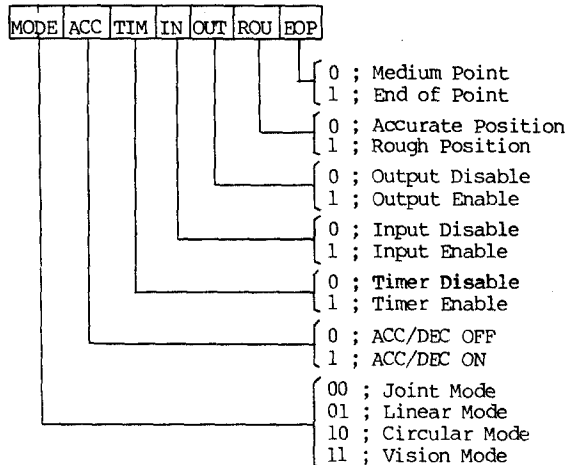 MODE ACC TIM IN OUT ROU EOP
0 ; Medium Point
1 ; End of Point
0 ; Accurate Position
1 ; Rough Position
0 ; Output Disable
1 ; Output Enable
0 ; Input Disable
1 ; Input Enable
0 ; Timer Disable
1 ; Timer Enable
0 ; ACC/DEC OFF
1 ; ACC/DEC ON
00 ; Joint Mode
01 ; Linear Mode
10 ; Circular Mode
11 ; Vision Mode